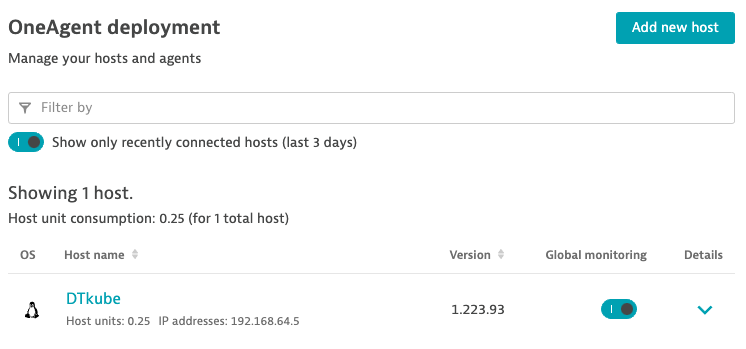 OneAgent deployment
Add new host
Manage your hosts and agents
Filter by
Show only recently connected hosts (last 3 days)
Showing 1 host.
Host unit consumption: 0.25 (for 1 total host)
OS Host name Version Global monitoring Details
DTkube
1.223.93
Host units: 0.25 IP addresses: 192.168.64.5